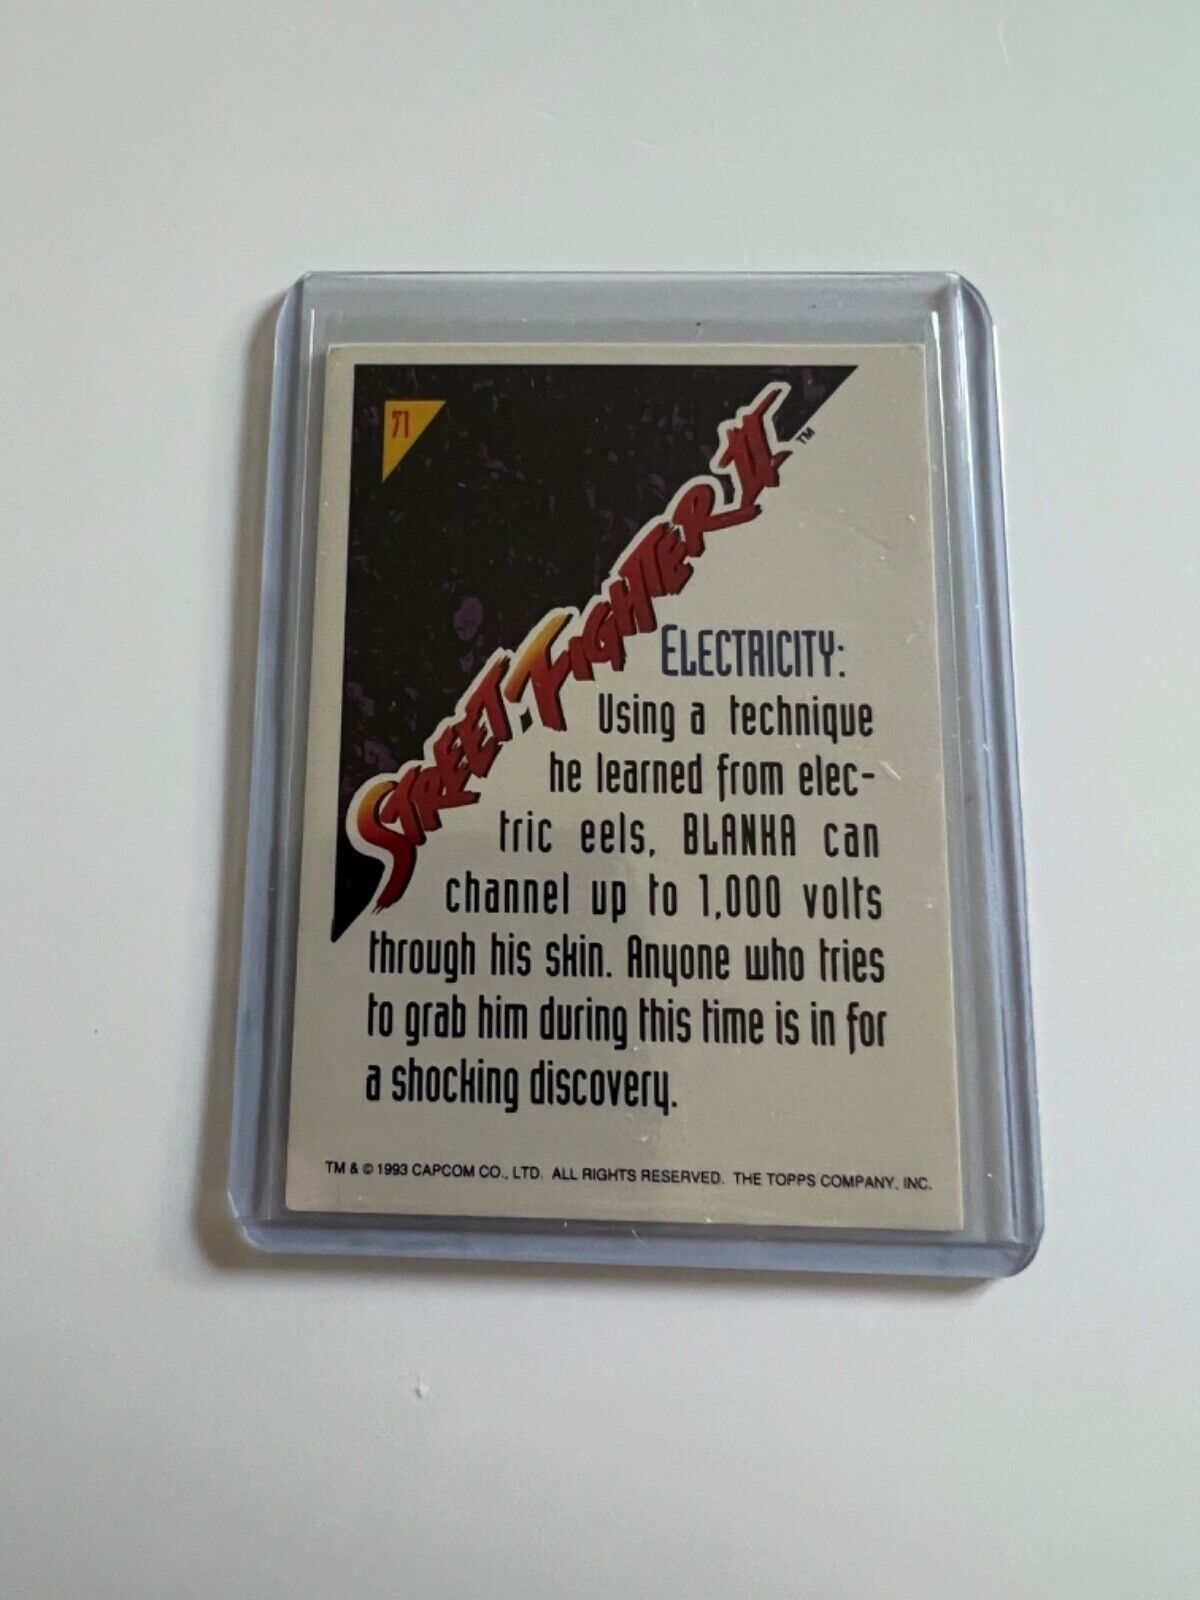 71
STREET FIGHTER II™
ELECTRICITY:
Using a technique
he learned from elec-
tric eels, BLANKA can
channel up to 1,000 volts
through his skin. Anyone who tries
to grab him during this time is in for
a shocking discovery.
TM & © 1993 CAPCOM CO., LTD. ALL RIGHTS RESERVED. THE TOPPS COMPANY, INC.